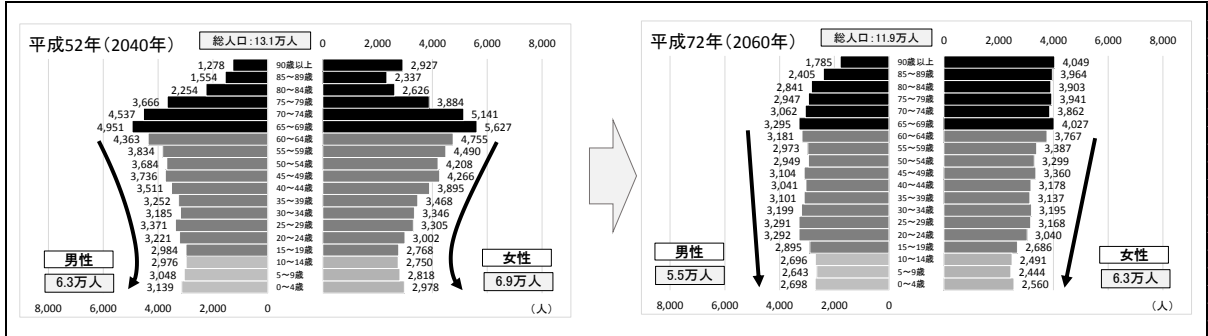 平成52年(2040年)
総人口:13.1万人
0 2,000 4,000 6,000 8,000
1,278 90歳以上 2,927
1,554 85～89歳 2,337
2,254 80～84歳 2,626
3,666 75～79歳 3,884
4,537 70～74歳 5,141
4,951 65～69歳 5,627
4,363 60～64歳 4,755
3,834 55～59歳 4,490
3,684 50～54歳 4,208
3,736 45～49歳 4,266
3,511 40～44歳 3,895
3,252 35～39歳 3,468
3,185 30～34歳 3,346
3,371 25～29歳 3,305
3,221 20～24歳 3,002
2,984 15～19歳 2,768
2,976 10～14歳 2,750
3,048 5～9歳 2,818
3,139 0～4歳 2,978
男性
6.3万人
女性
6.9万人
8,000 6,000 4,000 2,000 0 (人)
平成72年(2060年)
総人口:11.9万人
0 2,000 4,000 6,000 8,000
1,785 90歳以上 4,049
2,405 85～89歳 3,964
2,841 80～84歳 3,903
2,947 75～79歳 3,941
3,062 70～74歳 3,862
3,295 65～69歳 4,027
3,181 60～64歳 3,767
2,973 55～59歳 3,387
2,949 50～54歳 3,299
3,104 45～49歳 3,360
3,041 40～44歳 3,178
3,101 35～39歳 3,137
3,199 30～34歳 3,195
3,291 25～29歳 3,168
3,292 20～24歳 3,040
2,895 15～19歳 2,686
2,696 10～14歳 2,491
2,643 5～9歳 2,444
2,698 0～4歳 2,560
男性
5.5万人
女性
6.3万人
8,000 6,000 4,000 2,000 0 (人)